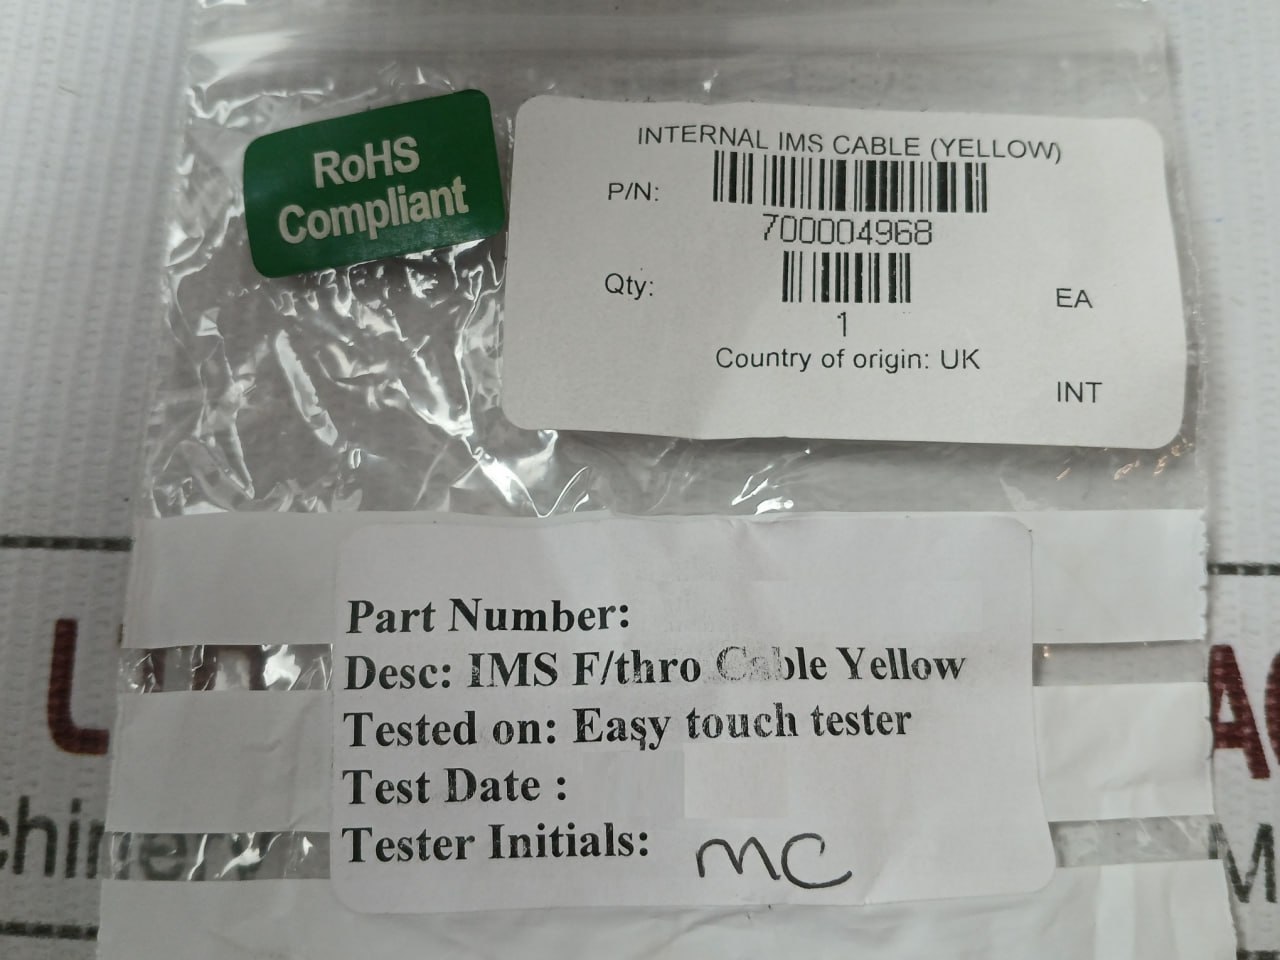 RoHS
Compliant
INTERNAL IMS CABLE (YELLOW)
P/N:
700004968
Qty:
EA
1
Country of origin: UK
INT
Part Number:
Desc: IMS F/thro Cable Yellow
Tested on: Easy touch tester
Test Date :
Tester Initials: MC